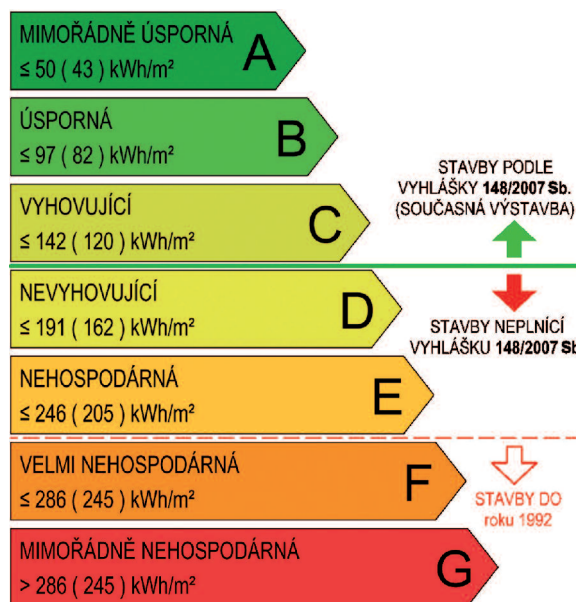 MIMOŘÁDNĚ ÚSPORNÁ
≤ 50 ( 43 ) kWh/m²
A
ÚSPORNÁ
≤ 97 ( 82 ) kWh/m²
B
VYHOVUJÍCÍ
≤ 142 ( 120 ) kWh/m²
C
STAVBY PODLE
VYHLÁŠKY 148/2007 Sb.
(SOUČASNÁ VÝSTAVBA)
NEVYHOVUJÍCÍ
≤ 191 ( 162 ) kWh/m²
D
STAVBY NEPLNÍCÍ
VYHLÁŠKU 148/2007 Sb
NEHOSPODÁRNÁ
≤ 246 ( 205 ) kWh/m²
E
VELMI NEHOSPODÁRNÁ
≤ 286 ( 245 ) kWh/m²
F
STAVBY DO
roku 1992
MIMOŘÁDNĚ NEHOSPODÁRNÁ
> 286 ( 245 ) kWh/m²
G